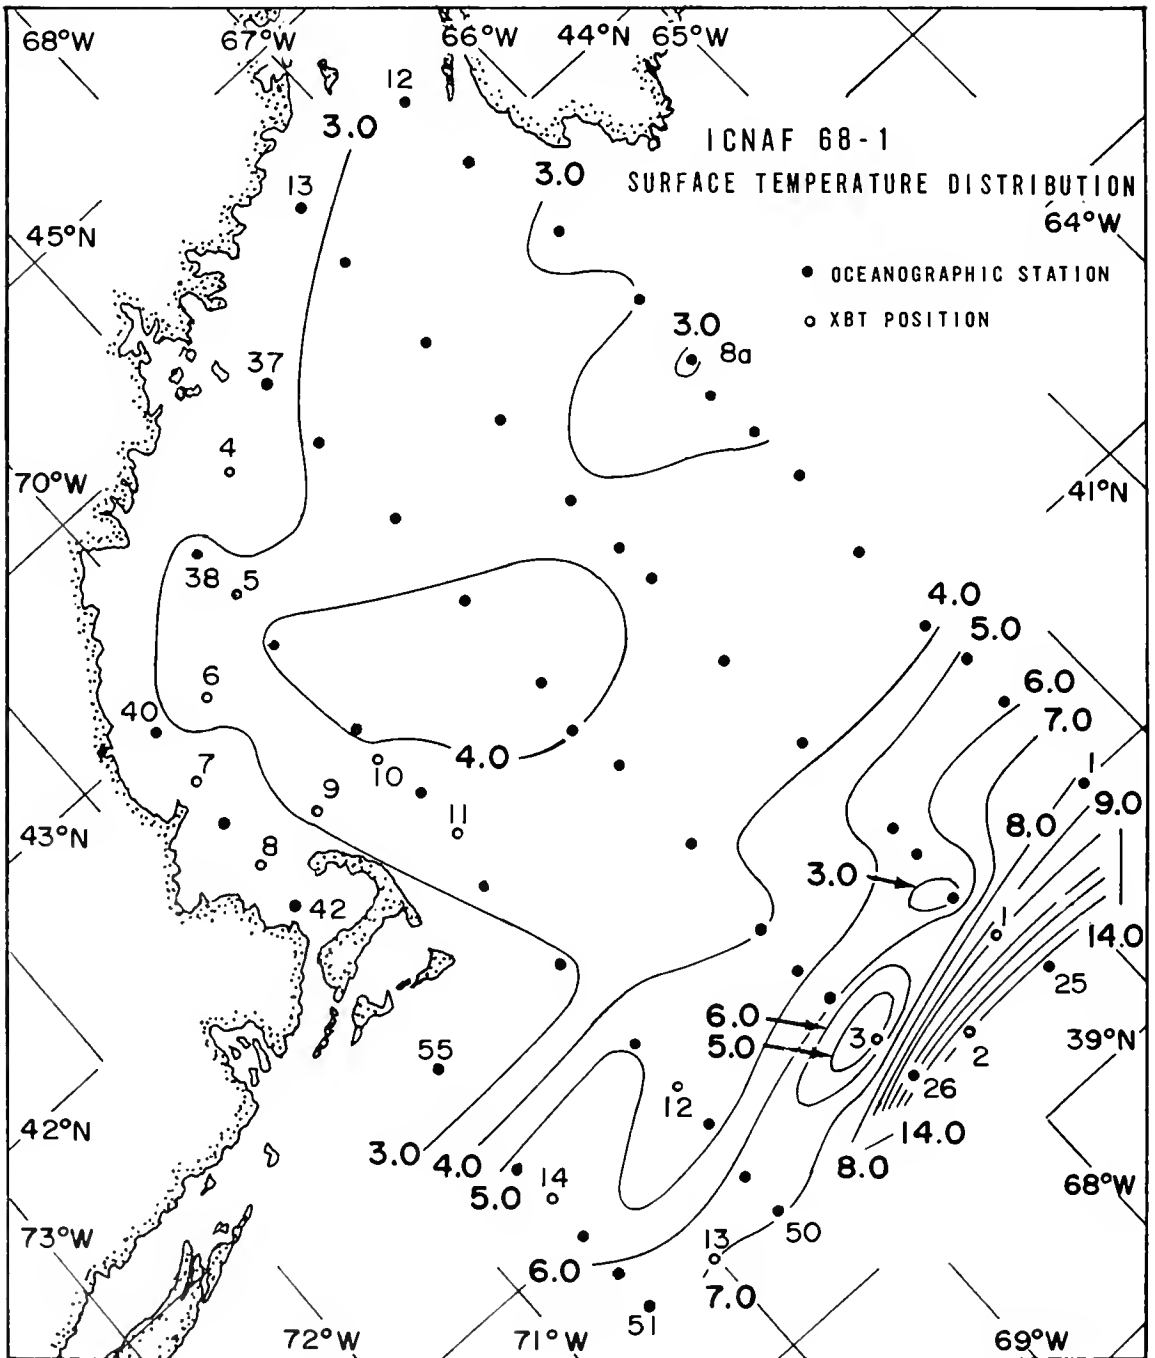 68°W
67°W
66°W
44°N
65°W
12
3.0
ICNAF 68-1
3.0
SURFACE TEMPERATURE DISTRIBUTION
13
64°W
45°N
● OCEANOGRAPHIC STATION
3.0
○ XBT POSITION
8a
37
4
70°W
41°N
38
5
4.0
5.0
6
6.0
40
7.0
4.0
1
7
10
9
9.0
11
8.0
43°N
8
3.0
42
1
14.0
25
6.0
3
39°N
5.0
2
55
26
12
42°N
14.0
3.0
4.0
8.0
14
5.0
68°W
50
73°W
13
6.0
7.0
51
72°W
71°W
69°W